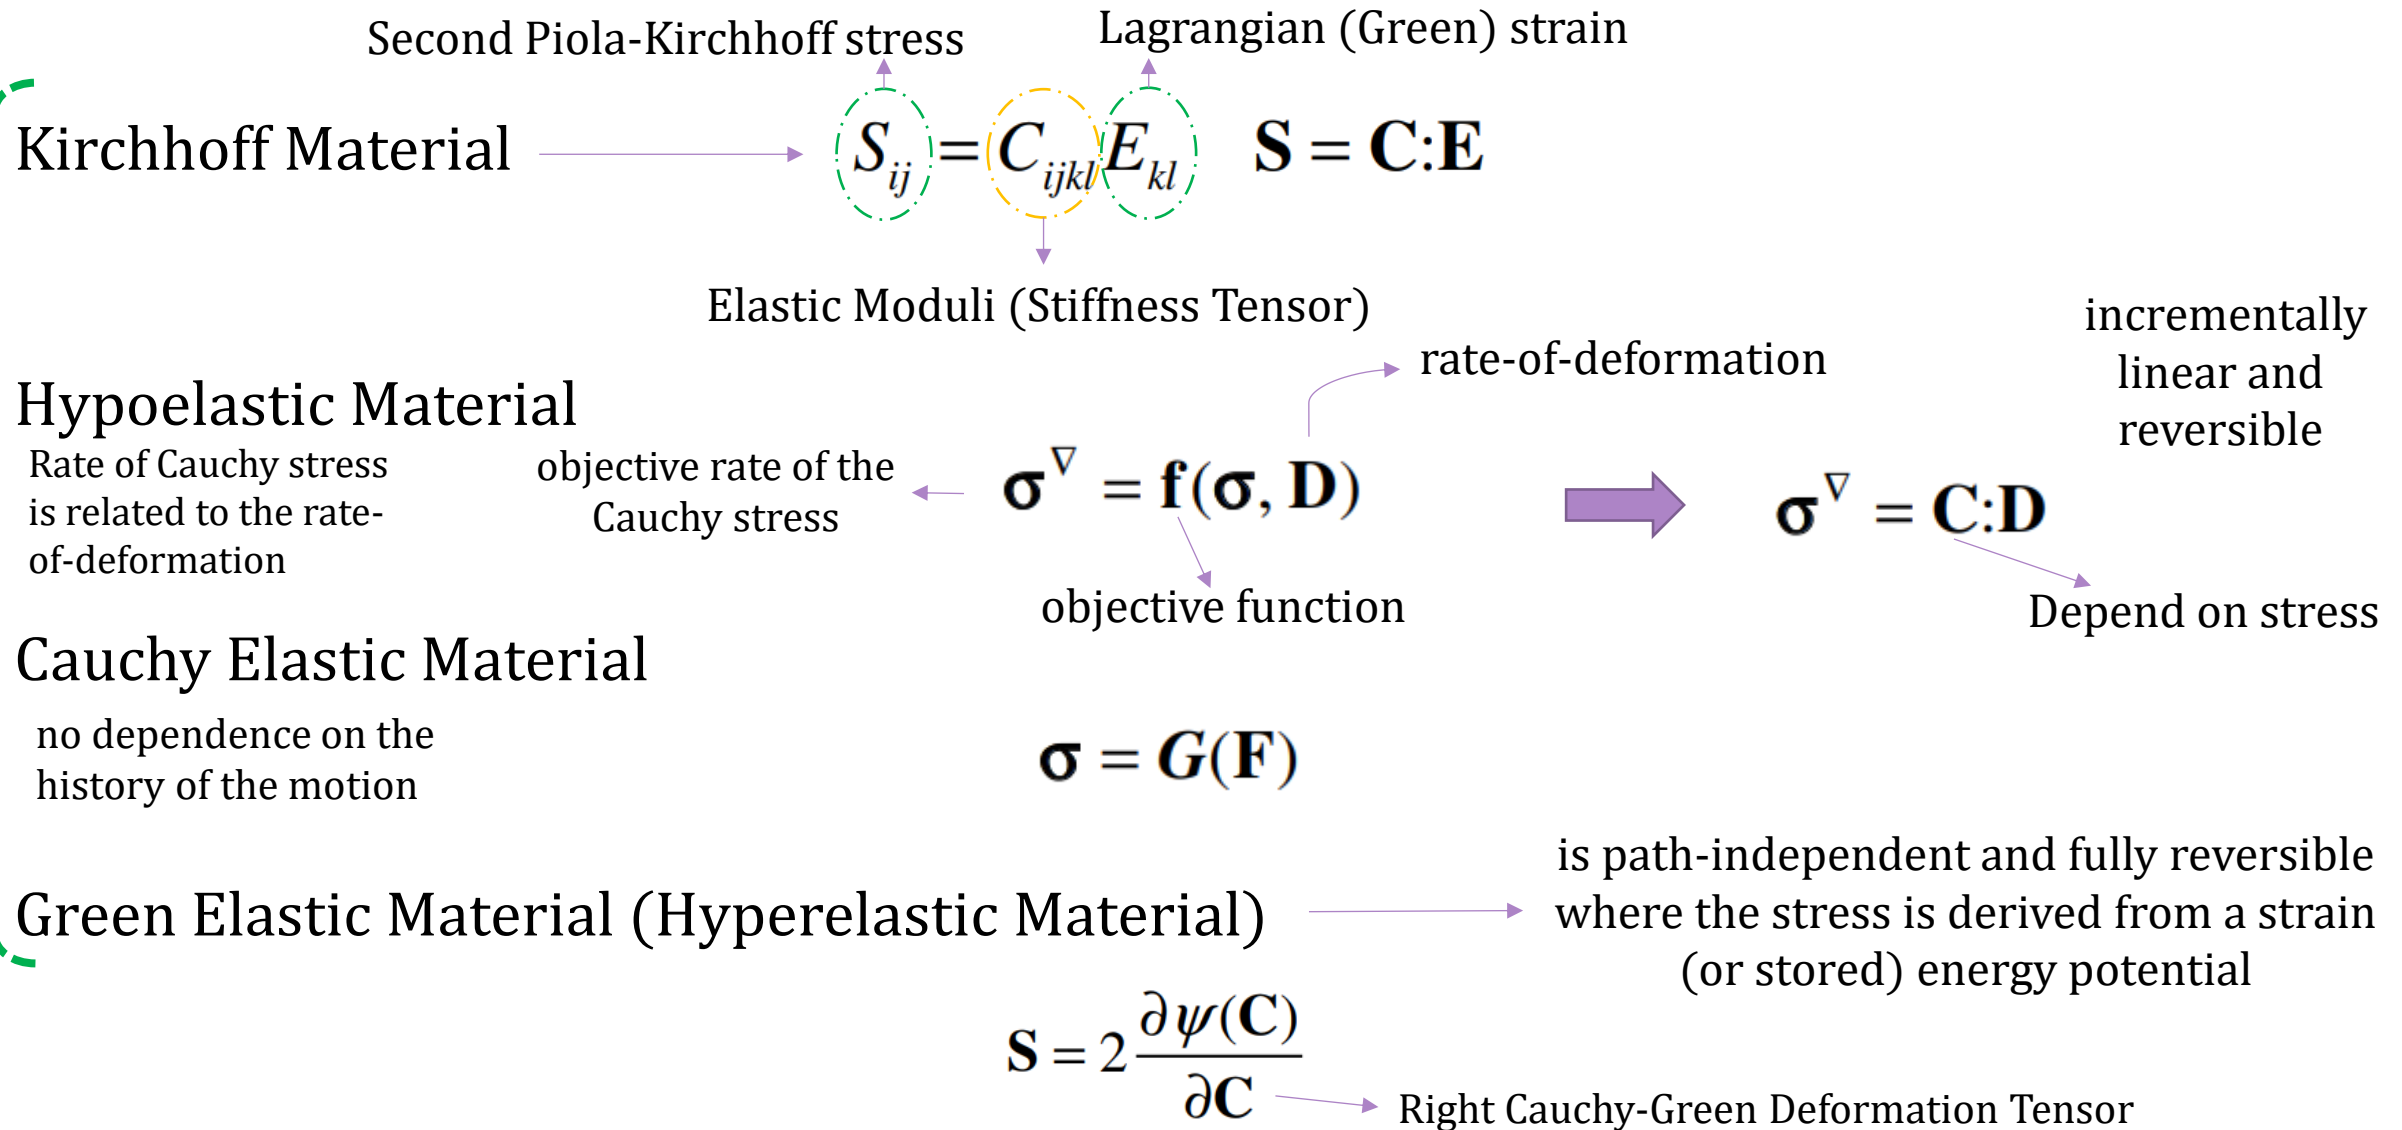 Second Piola-Kirchhoff stress
Lagrangian (Green) strain
Kirchhoff Material
S_ij = C_ijkl E_kl
S = C:E
Elastic Moduli (Stiffness Tensor)
Hypoelastic Material
Rate of Cauchy stress
is related to the rate-
of-deformation
objective rate of the
Cauchy stress
rate-of-deformation
σ^∇ = f(σ, D)
objective function
incrementally
linear and
reversible
σ^∇ = C:D
Depend on stress
Cauchy Elastic Material
no dependence on the
history of the motion
σ = G(F)
Green Elastic Material (Hyperelastic Material)
is path-independent and fully reversible
where the stress is derived from a strain
(or stored) energy potential
S = 2 ∂ψ(C) / ∂C
Right Cauchy-Green Deformation Tensor